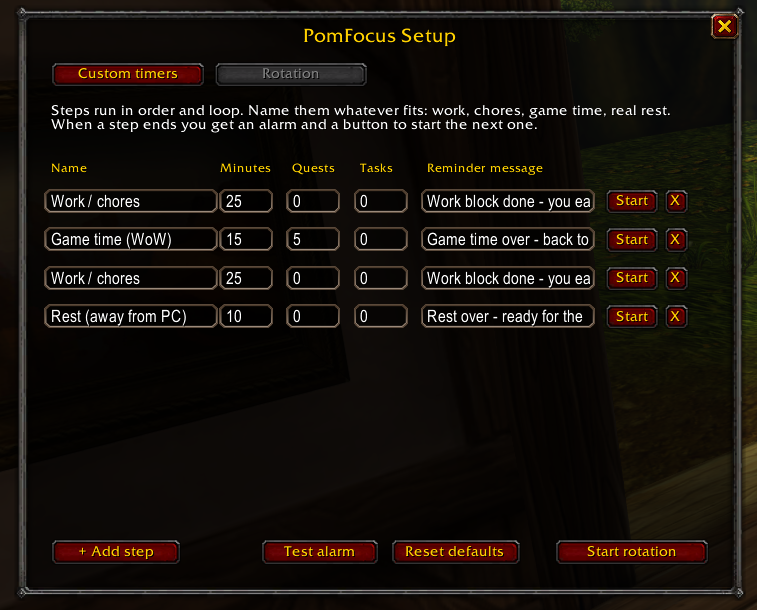 PomFocus Setup
Custom timers Rotation
Steps run in order and loop. Name them whatever fits: work, chores, game time, real rest.
When a step ends you get an alarm and a button to start the next one.
Name Minutes Quests Tasks Reminder message
Work / chores 25 0 0 Work block done - you ea Start X
Game time (WoW) 15 5 0 Game time over - back to Start X
Work / chores 25 0 0 Work block done - you ea Start X
Rest (away from PC) 10 0 0 Rest over - ready for the Start X
+ Add step Test alarm Reset defaults Start rotation